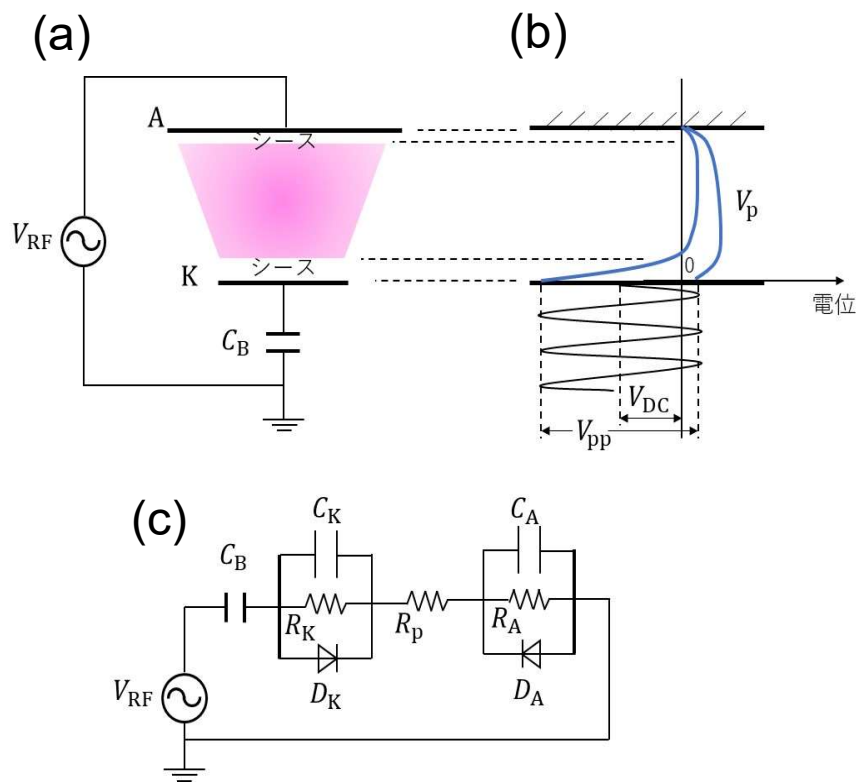 (a)
(b)
A
シース
V_RF
V_p
K
シース
0
電位
C_B
V_DC
V_pp
(c)
C_K
C_A
C_B
R_K
R_p
R_A
V_RF
D_K
D_A